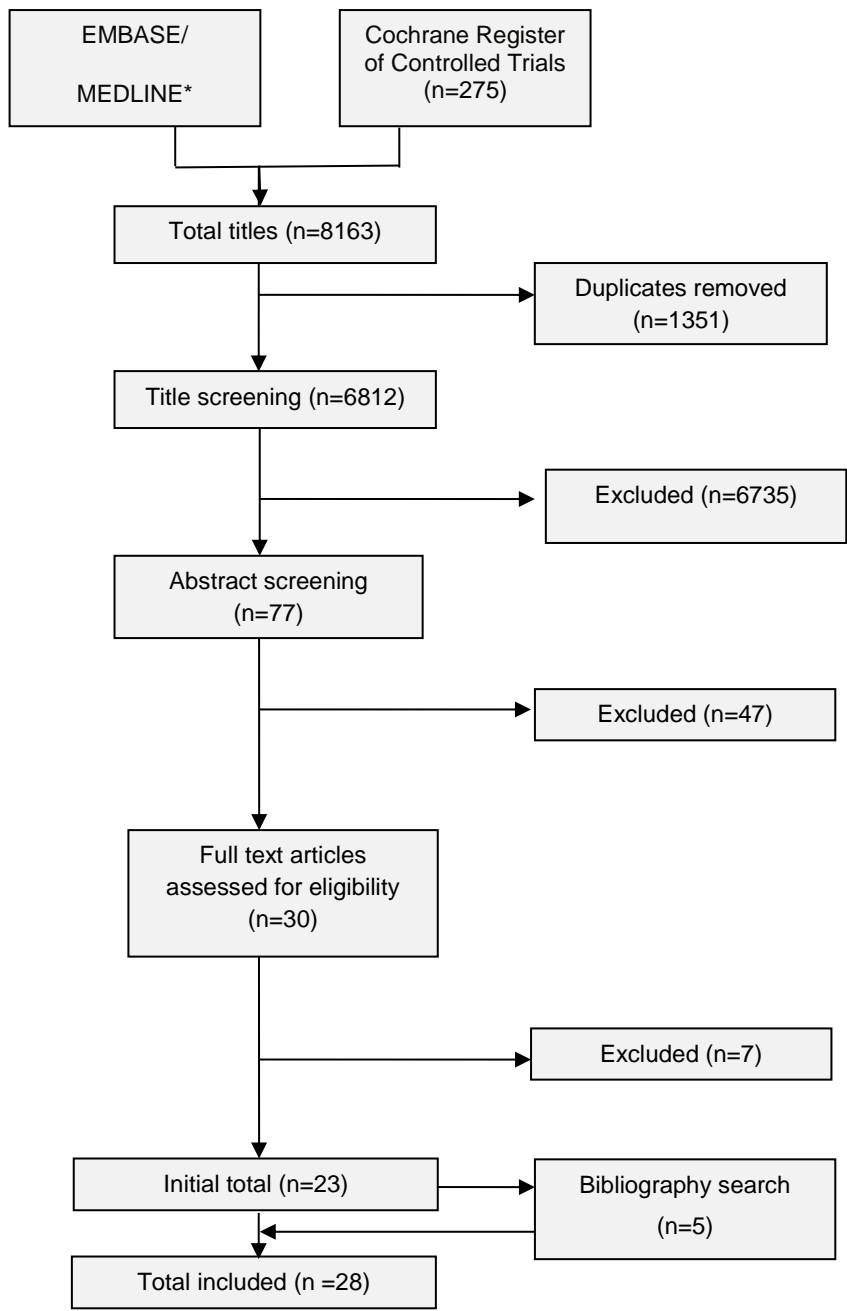 EMBASE/
MEDLINE*
Cochrane Register
of Controlled Trials
(n=275)
Total titles (n=8163)
Duplicates removed
(n=1351)
Title screening (n=6812)
Excluded (n=6735)
Abstract screening
(n=77)
Excluded (n=47)
Full text articles
assessed for eligibility
(n=30)
Excluded (n=7)
Initial total (n=23)
Bibliography search
(n=5)
Total included (n =28)